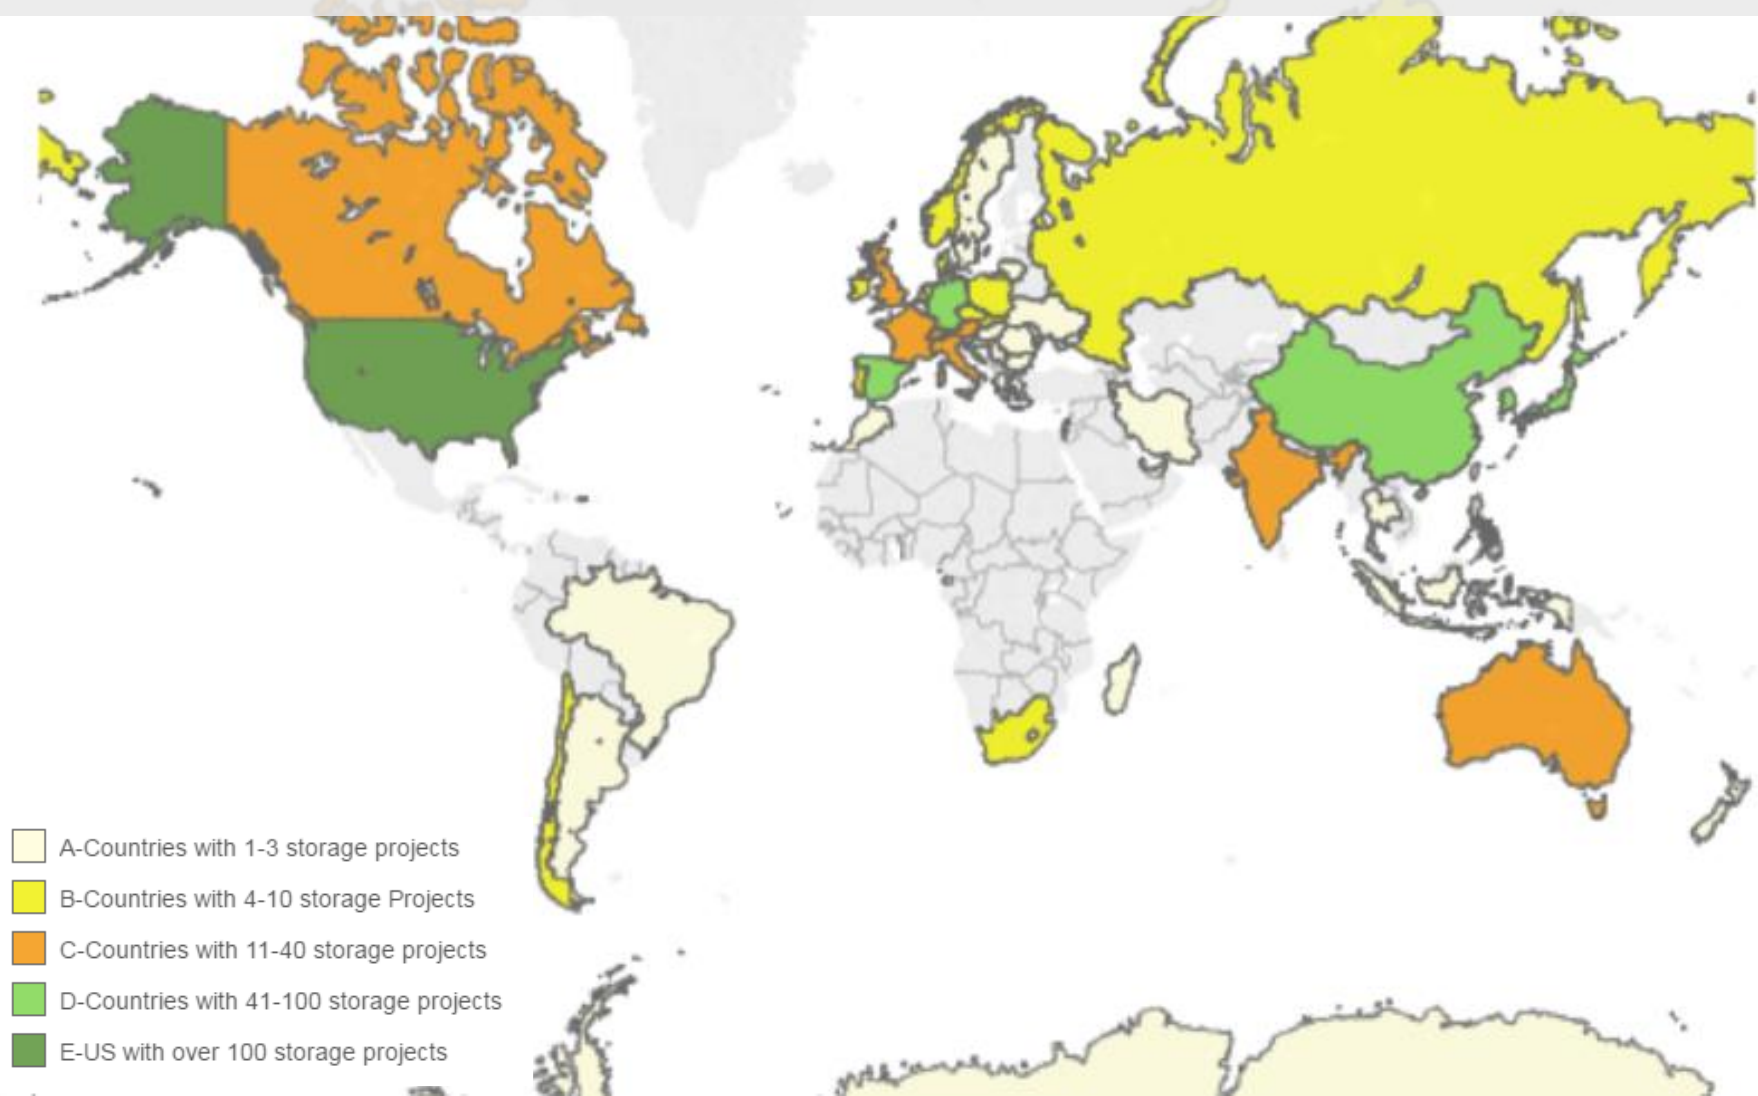 A-Countries with 1-3 storage projects
B-Countries with 4-10 storage Projects
C-Countries with 11-40 storage projects
D-Countries with 41-100 storage projects
E-US with over 100 storage projects